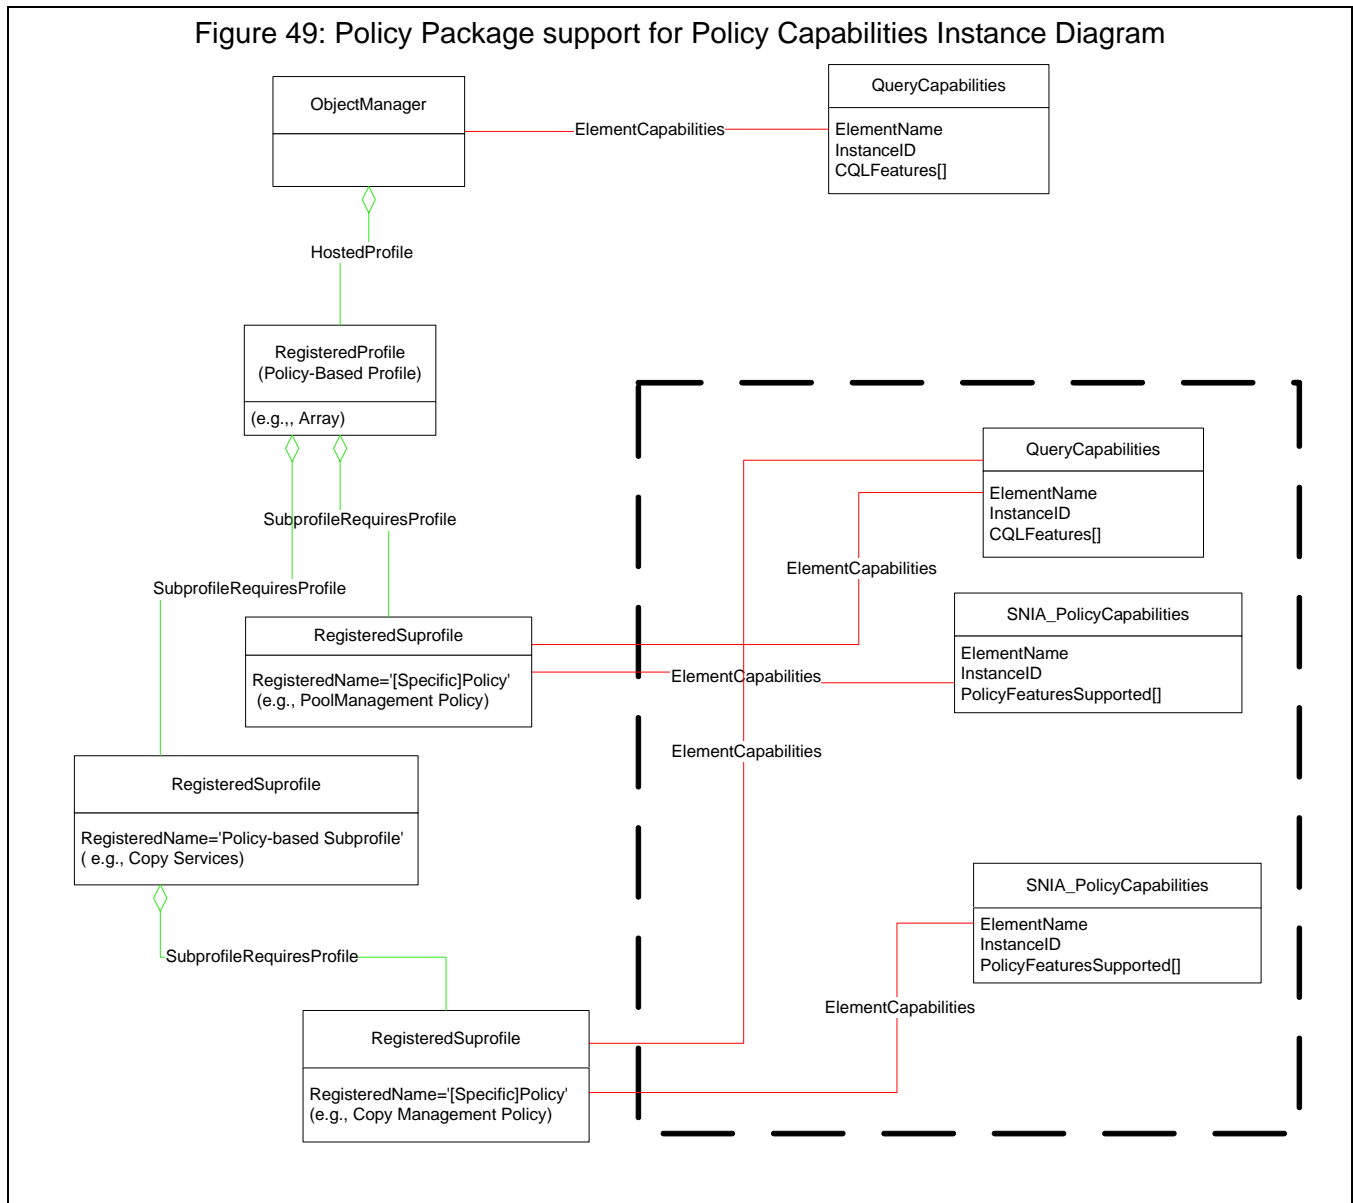 Figure 49: Policy Package support for Policy Capabilities Instance Diagram
ObjectManager
QueryCapabilities
ElementName
InstanceID
CQLFeatures[]
ElementCapabilities
HostedProfile
RegisteredProfile
(Policy-Based Profile)
(e.g.,, Array)
QueryCapabilities
ElementName
InstanceID
CQLFeatures[]
SubprofileRequiresProfile
ElementCapabilities
SubprofileRequiresProfile
SNIA_PolicyCapabilities
ElementName
InstanceID
PolicyFeaturesSupported[]
RegisteredSuprofile
RegisteredName='[Specific]Policy'
(e.g., PoolManagement Policy)
ElementCapabilities
ElementCapabilities
RegisteredSuprofile
RegisteredName='Policy-based Subprofile'
( e.g., Copy Services)
SNIA_PolicyCapabilities
ElementName
InstanceID
PolicyFeaturesSupported[]
SubprofileRequiresProfile
ElementCapabilities
RegisteredSuprofile
RegisteredName='[Specific]Policy'
(e.g., Copy Management Policy)